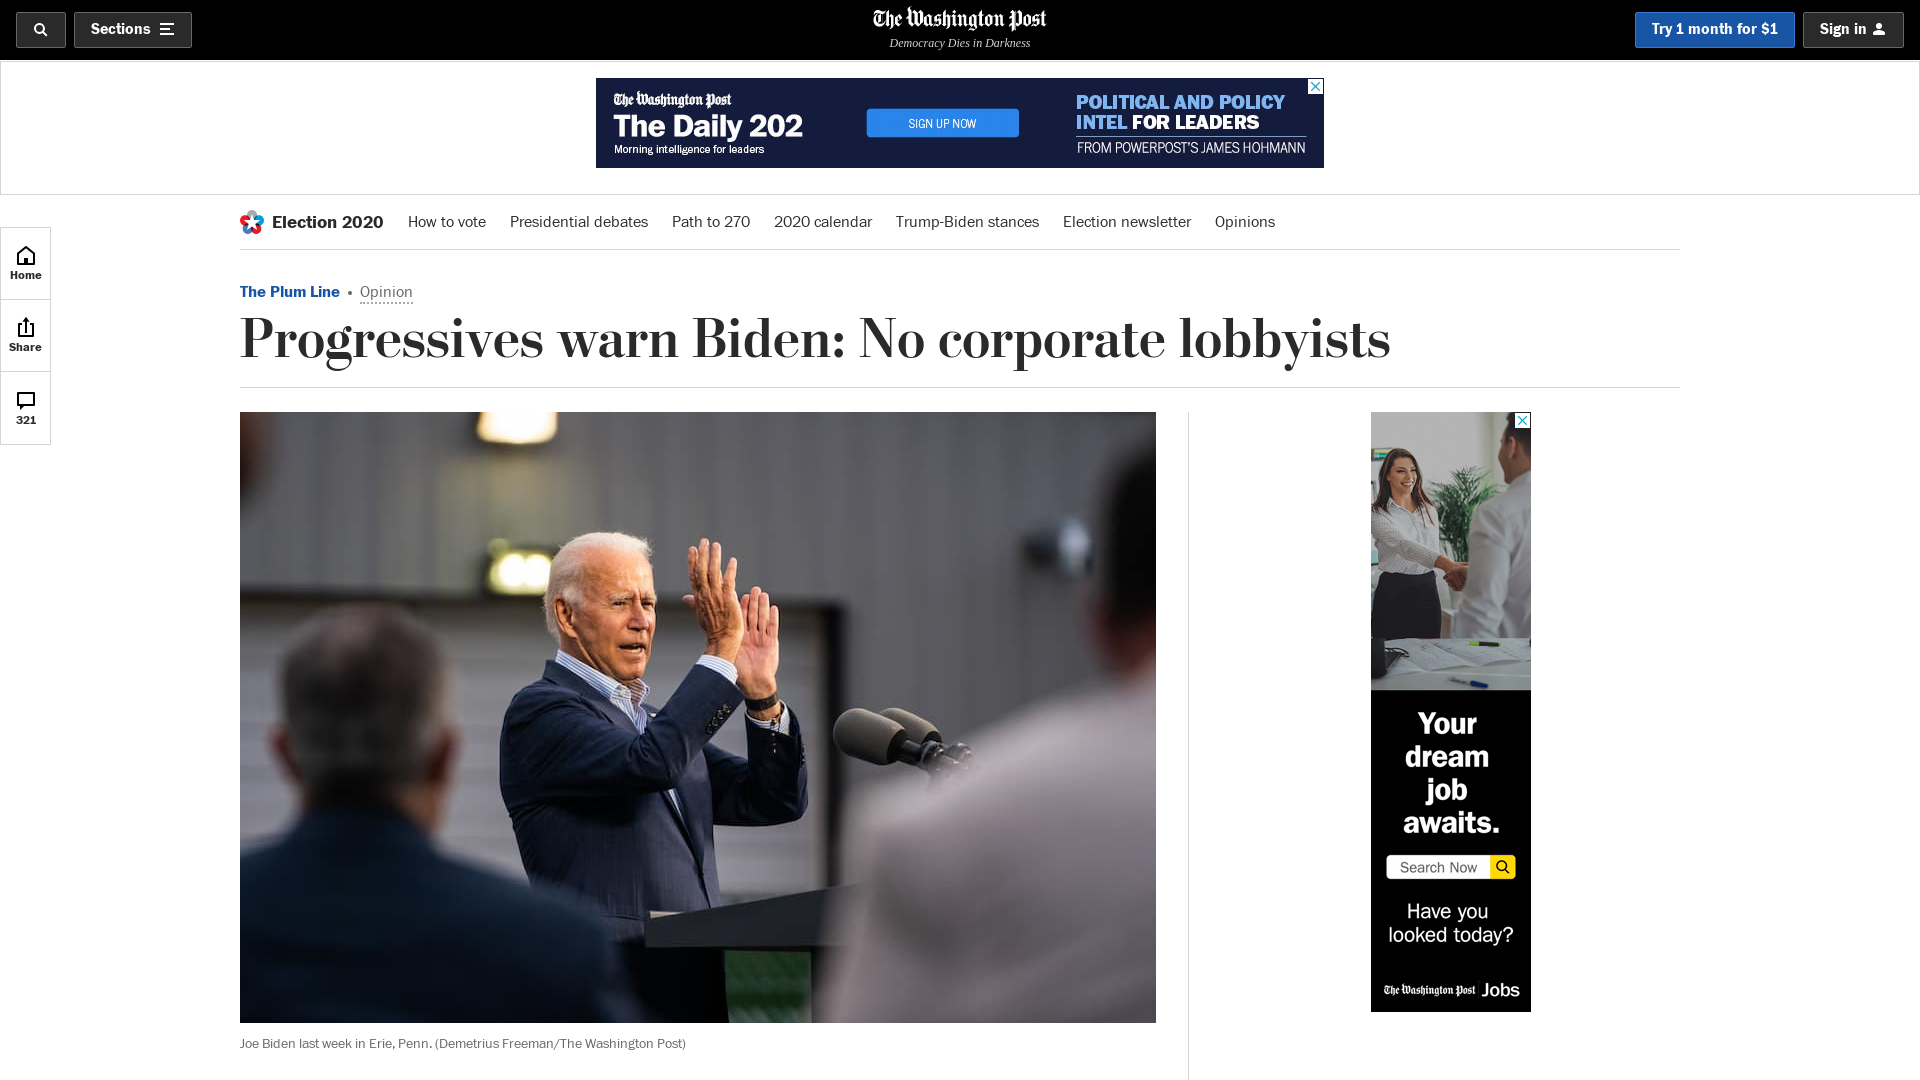 Sections
The Washington Post
Democracy Dies in Darkness
Try 1 month for $1
Sign in
The Washington Post
The Daily 202
Morning intelligence for leaders
SIGN UP NOW
POLITICAL AND POLICY
INTEL FOR LEADERS
FROM POWERPOST'S JAMES HOHMANN
Election 2020 How to vote Presidential debates Path to 270 2020 calendar Trump-Biden stances Election newsletter Opinions
Home
Share
321
The Plum Line • Opinion
Progressives warn Biden: No corporate lobbyists
Your
dream
job
awaits.
Search Now
Have you
looked today?
The Washington Post Jobs
Joe Biden last week in Erie, Penn. (Demetrius Freeman/The Washington Post)